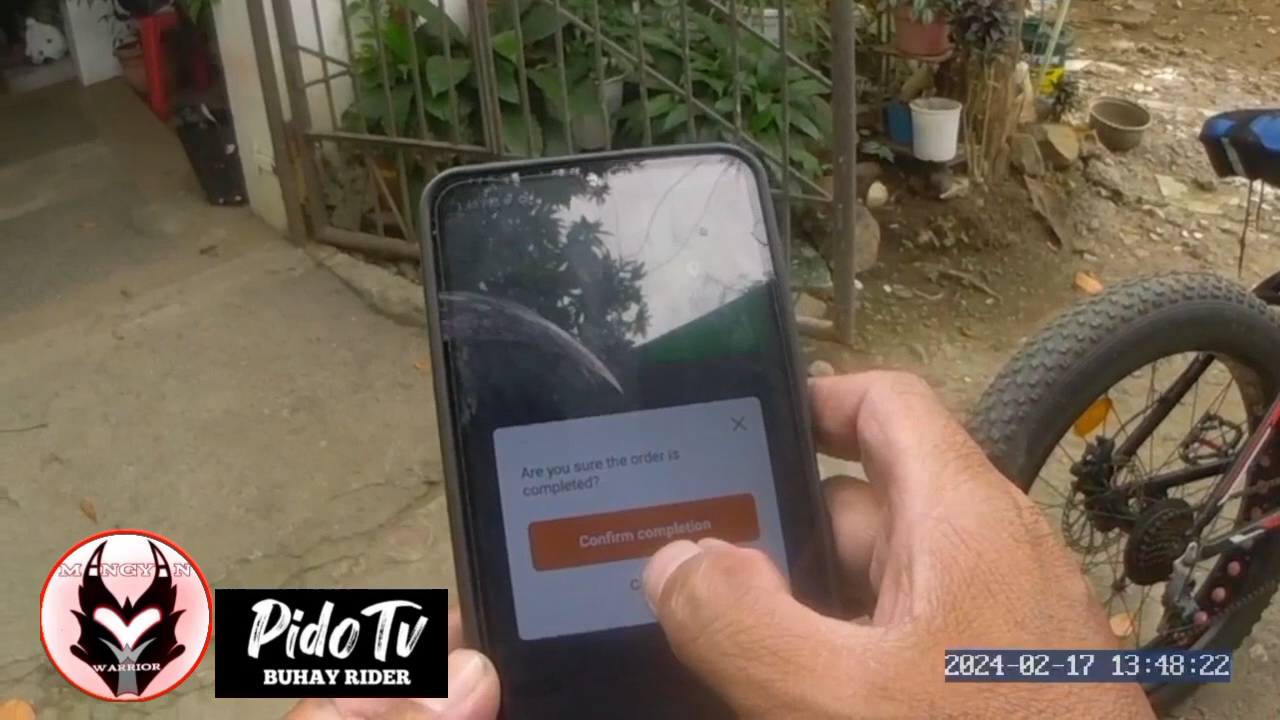 Are you sure the order is
completed?
Confirm completion
MANGYAN
WARRIOR
Pido Tv
BUHAY RIDER
2024-02-17 13:48:22